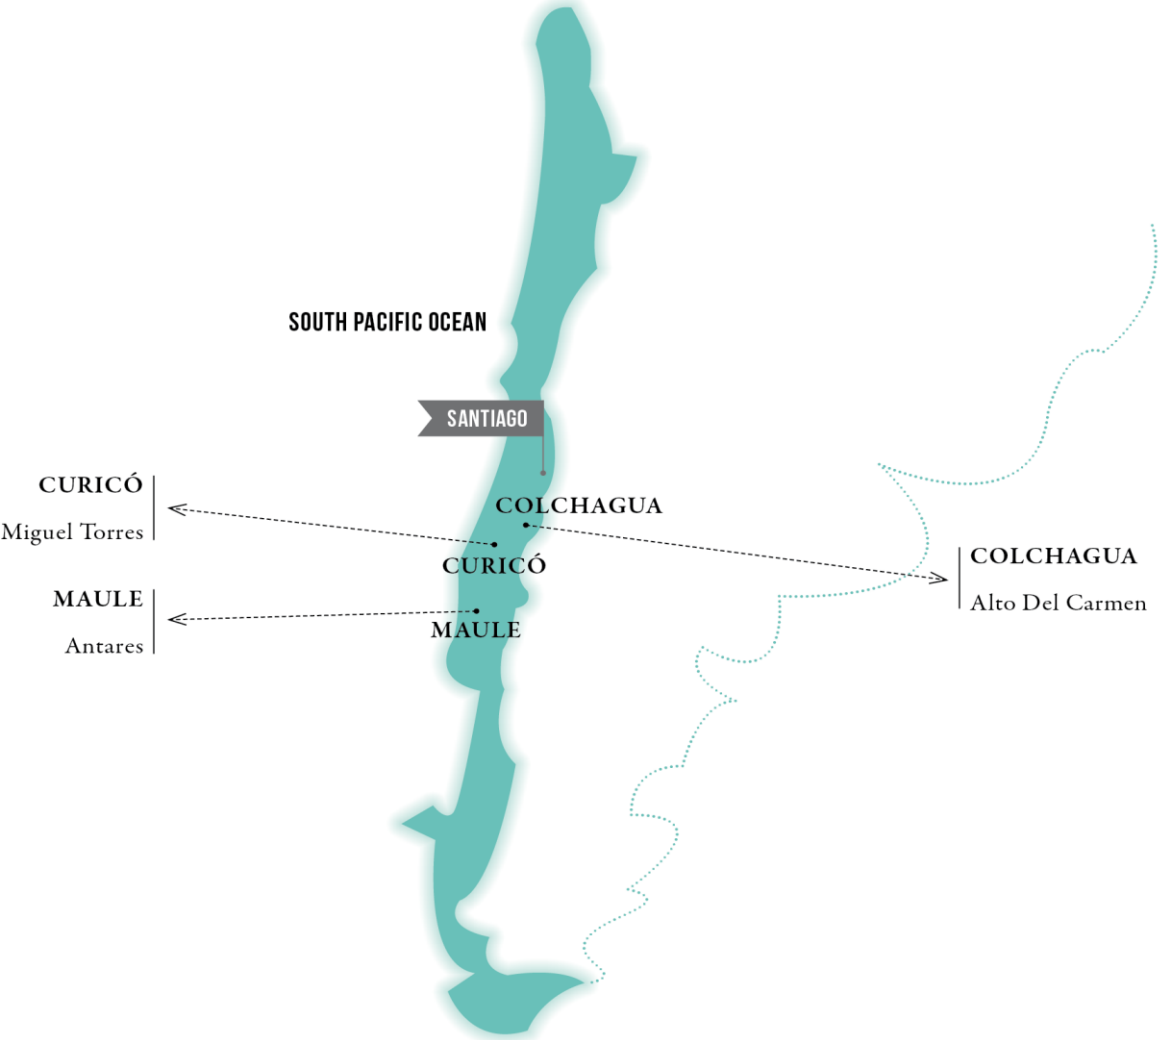 SOUTH PACIFIC OCEAN
SANTIAGO
CURICÓ
Miguel Torres
COLCHAGUA
CURICÓ
COLCHAGUA
Alto Del Carmen
MAULE
Antares
MAULE